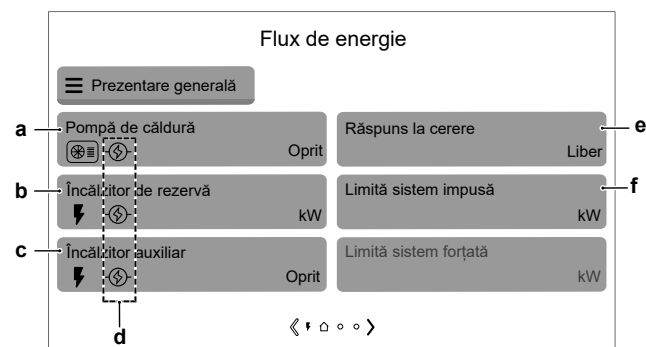 Flux de energie
Prezentare generală
a
Pompă de căldură
Oprit
Răspuns la cerere
Liber
e
b
Încălzitor de rezervă
kW
Limită sistem impusă
kW
f
c
Încălzitor auxiliar
Oprit
Limită sistem forțată
kW
d